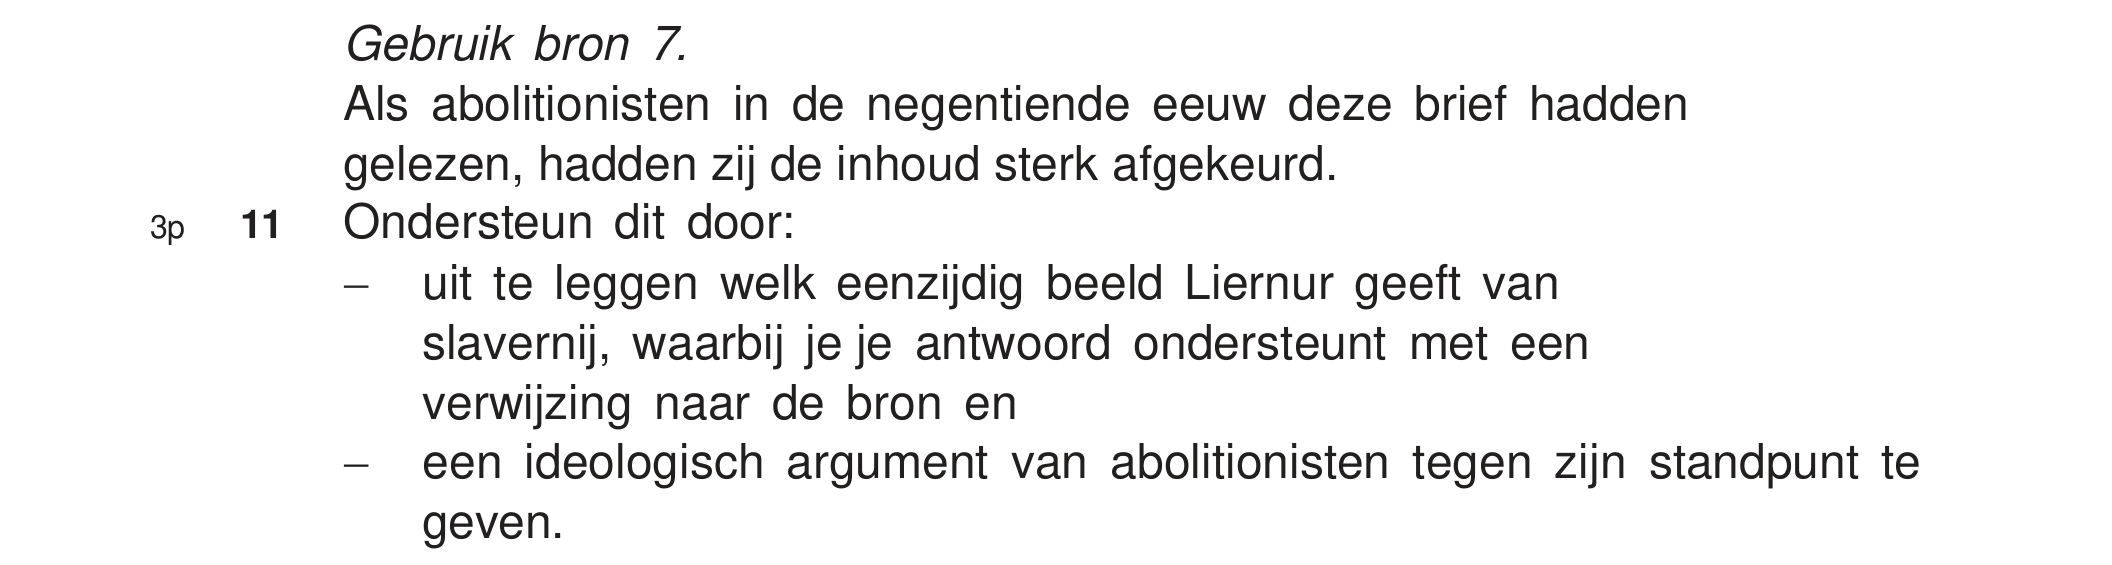 Gebruik bron 7.
Als abolitionisten in de negentiende eeuw deze brief hadden
gelezen, hadden zij de inhoud sterk afgekeurd.
3p 11 Ondersteun dit door:
− uit te leggen welk eenzijdig beeld Liernur geeft van
slavernij, waarbij je je antwoord ondersteunt met een
verwijzing naar de bron en
− een ideologisch argument van abolitionisten tegen zijn standpunt te
geven.